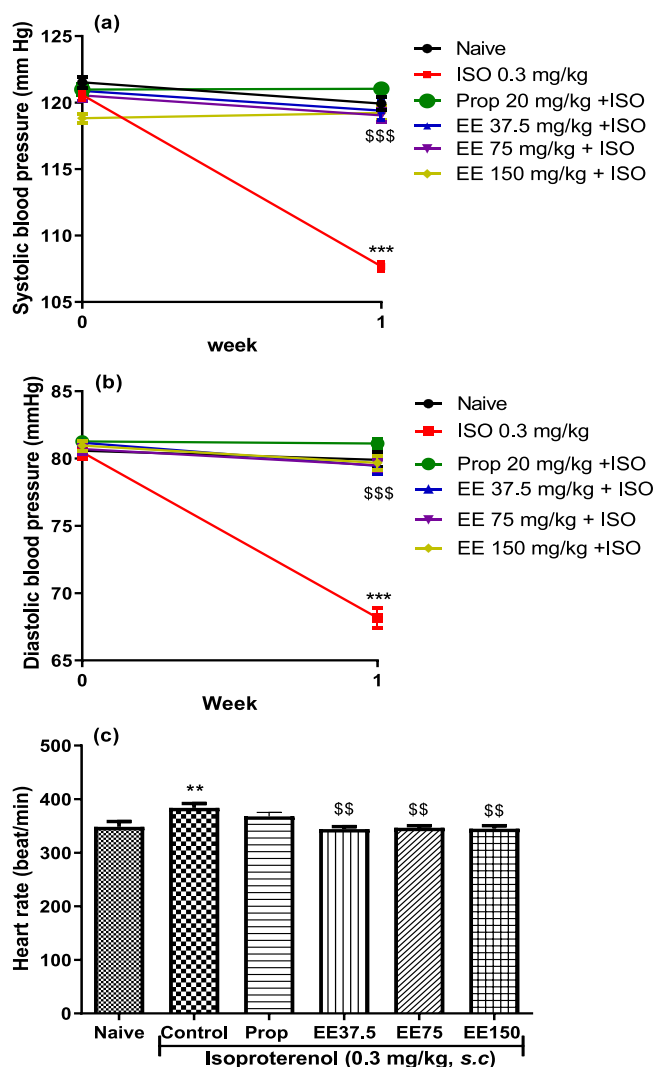 (a)
Systolic blood pressure (mm Hg)
125
120
115
110
105
0
1
week
$$$
***
Naive
ISO 0.3 mg/kg
Prop 20 mg/kg +ISO
EE 37.5 mg/kg +ISO
EE 75 mg/kg + ISO
EE 150 mg/kg + ISO
(b)
Diastolic blood pressure (mmHg)
85
80
75
70
65
0
1
Week
$$$
***
Naive
ISO 0.3 mg/kg
Prop 20 mg/kg +ISO
EE 37.5 mg/kg + ISO
EE 75 mg/kg + ISO
EE 150 mg/kg +ISO
(c)
Heart rate (beat/min)
500
400
300
200
100
0
** $$ $$ $$
Naive Control Prop EE37.5 EE75 EE150
Isoproterenol (0.3 mg/kg, s.c)